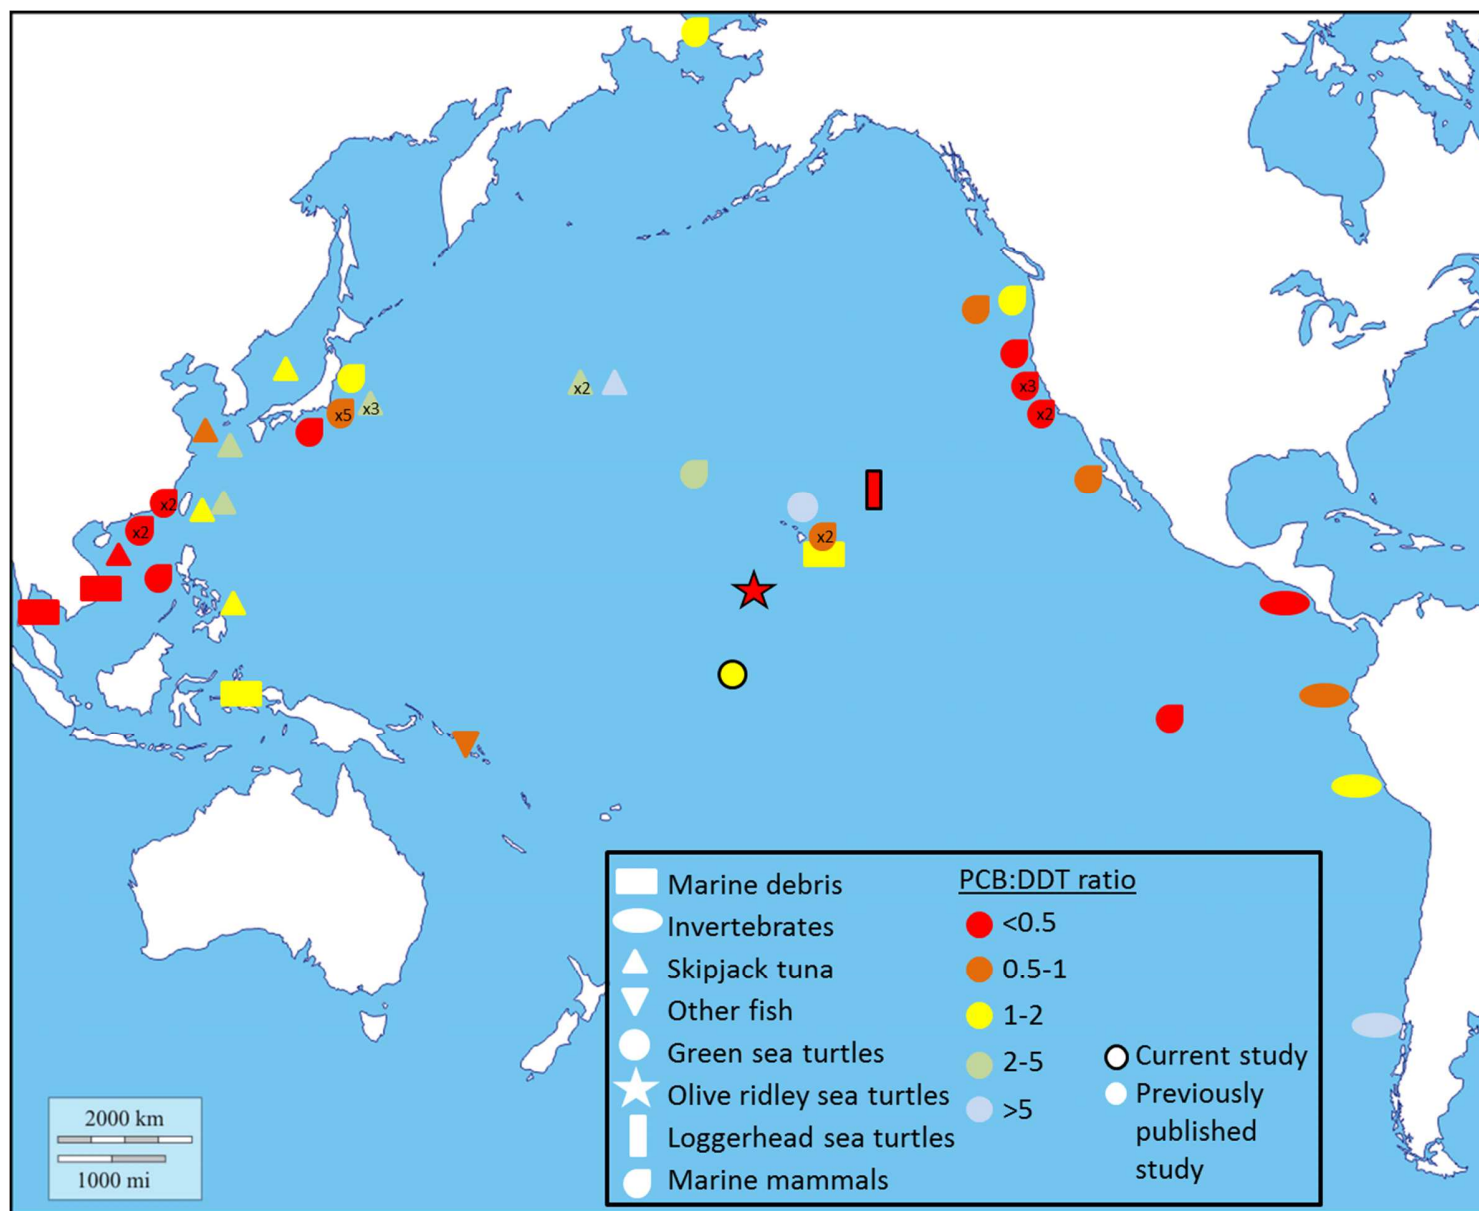 x2
x3
x5
x3
x2
x2
x2
x2
Marine debris
Invertebrates
Skipjack tuna
Other fish
Green sea turtles
Olive ridley sea turtles
Loggerhead sea turtles
Marine mammals
PCB:DDT ratio
<0.5
0.5-1
1-2
2-5
>5
Current study
Previously
published
study
2000 km
1000 mi